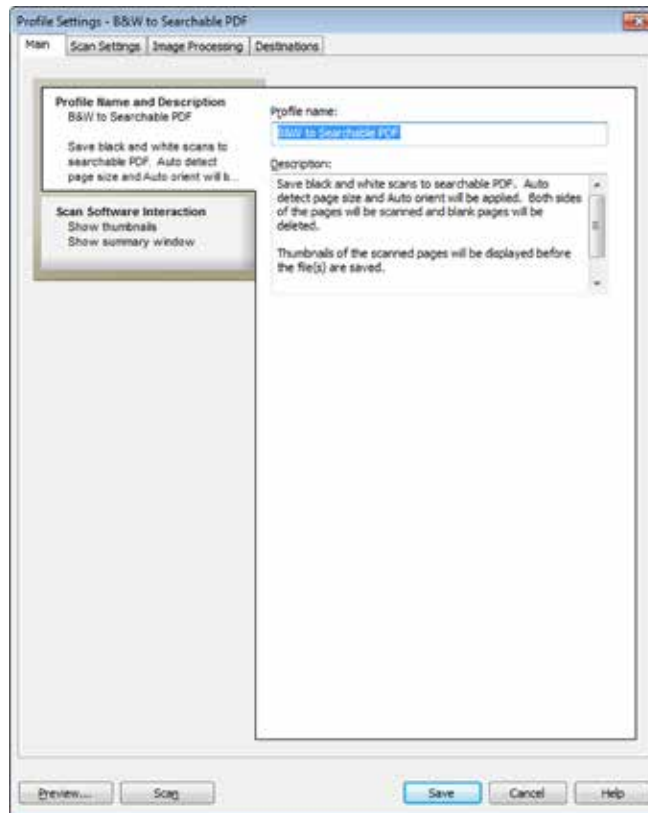 Profile Settings - B&W to Searchable PDF
Main Scan Settings Image Processing Destinations
Profile Name and Description
B&W to Searchable PDF
Save black and white scans to
searchable PDF. Auto detect
page size and Auto orient will b...
Scan Software Interaction
Show thumbnails
Show summary window
Profile name:
B&W to Searchable PDF
Description:
Save black and white scans to searchable PDF. Auto
detect page size and Auto orient will be applied. Both sides
of the pages will be scanned and blank pages will be
deleted.
Thumbnails of the scanned pages will be displayed before
the file(s) are saved.
Preview... Scan Save Cancel Help